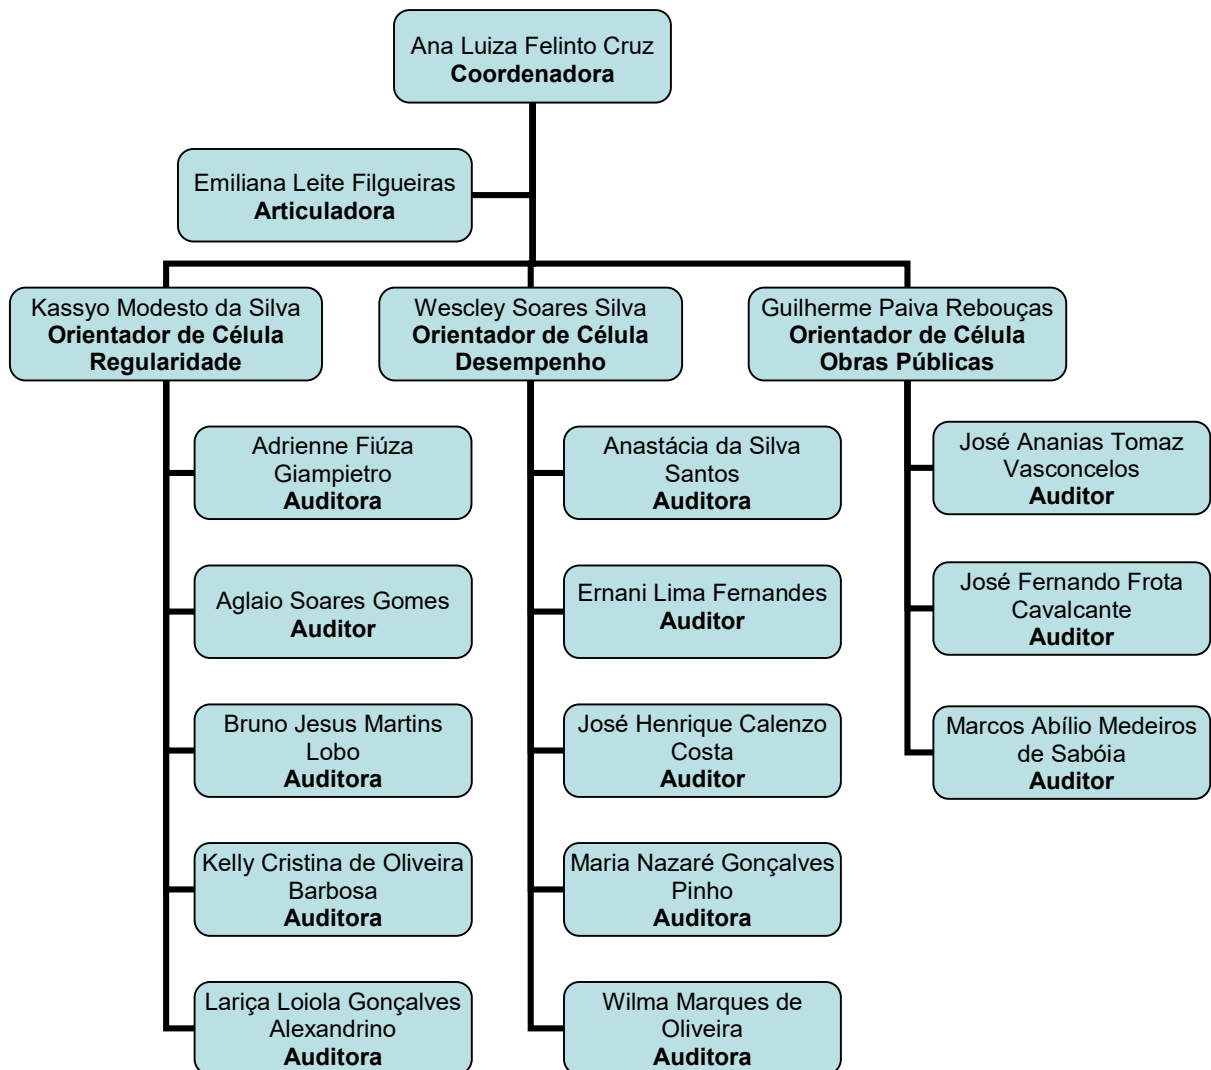 Ana Luiza Felinto Cruz
Coordenadora
Emiliana Leite Filgueiras
Articuladora
Kassyo Modesto da Silva
Orientador de Célula
Regularidade
Wescley Soares Silva
Orientador de Célula
Desempenho
Guilherme Paiva Rebouças
Orientador de Célula
Obras Públicas
Adrienne Fiúza
Giampietro
Auditora
Aglaio Soares Gomes
Auditor
Bruno Jesus Martins
Lobo
Auditora
Kelly Cristina de Oliveira
Barbosa
Auditora
Lariça Loiola Gonçalves
Alexandrino
Auditora
Anastácia da Silva
Santos
Auditora
Ernani Lima Fernandes
Auditor
José Henrique Calenzo
Costa
Auditor
Maria Nazaré Gonçalves
Pinho
Auditora
Wilma Marques de
Oliveira
Auditora
José Ananias Tomaz
Vasconcelos
Auditor
José Fernando Frota
Cavalcante
Auditor
Marcos Abílio Medeiros
de Sabóia
Auditor